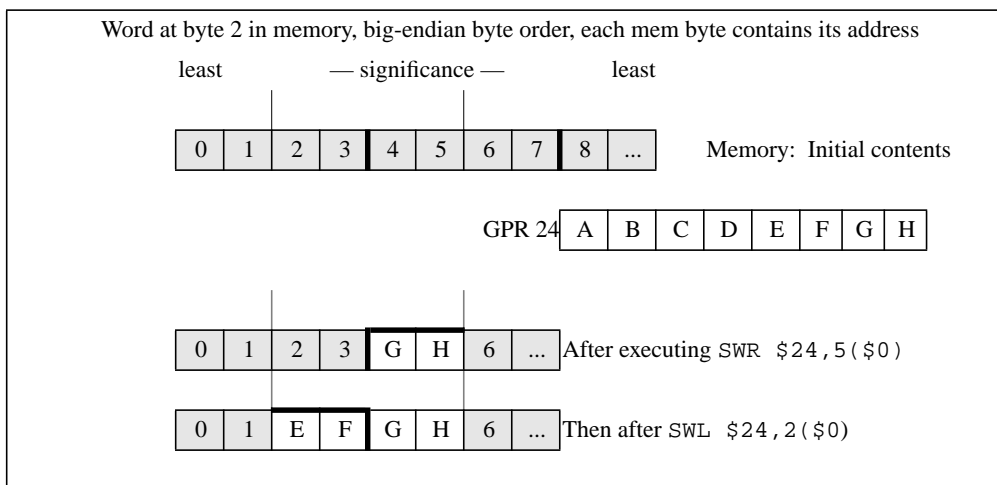 Word at byte 2 in memory, big-endian byte order, each mem byte contains its address
least — significance — least
0 1 2 3 4 5 6 7 8 ... Memory: Initial contents
GPR 24 A B C D E F G H
0 1 2 3 G H 6 ... After executing SWR $24,5($0)
0 1 E F G H 6 ... Then after SWL $24,2($0)